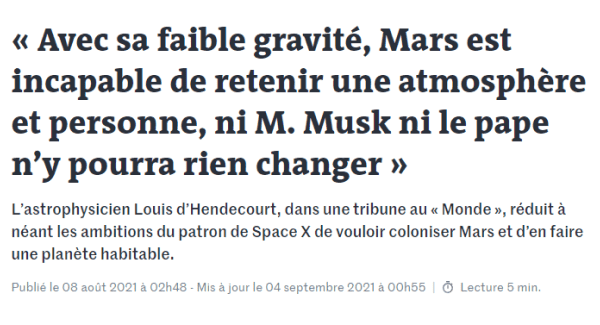 « Avec sa faible gravité, Mars est
incapable de retenir une atmosphère
et personne, ni M. Musk ni le pape
n’y pourra rien changer »
L’astrophysicien Louis d’Hendecourt, dans une tribune au « Monde », réduit à
néant les ambitions du patron de Space X de vouloir coloniser Mars et d’en faire
une planète habitable.
Publié le 08 août 2021 à 02h48 - Mis à jour le 04 septembre 2021 à 00h55 | Lecture 5 min.